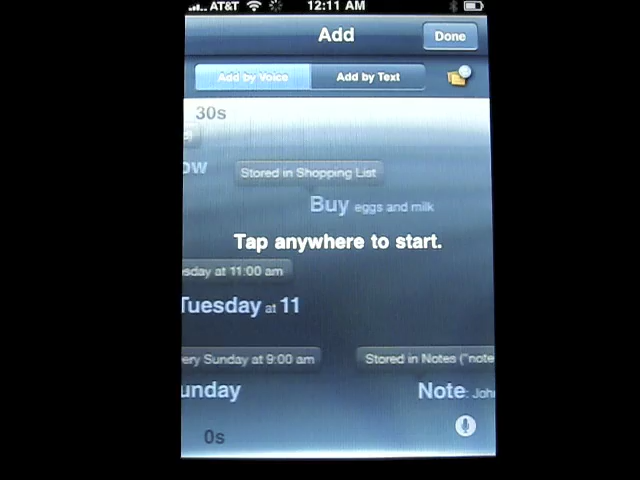 AT&T 12:11 AM
Add
Done
Add by Voice
Add by Text
30s
ow
Stored in Shopping List
Buy eggs and milk
Tap anywhere to start.
sday at 11:00 am
Tuesday at 11
ery Sunday at 9:00 am
Stored in Notes ("note
unday
Note: John
0s